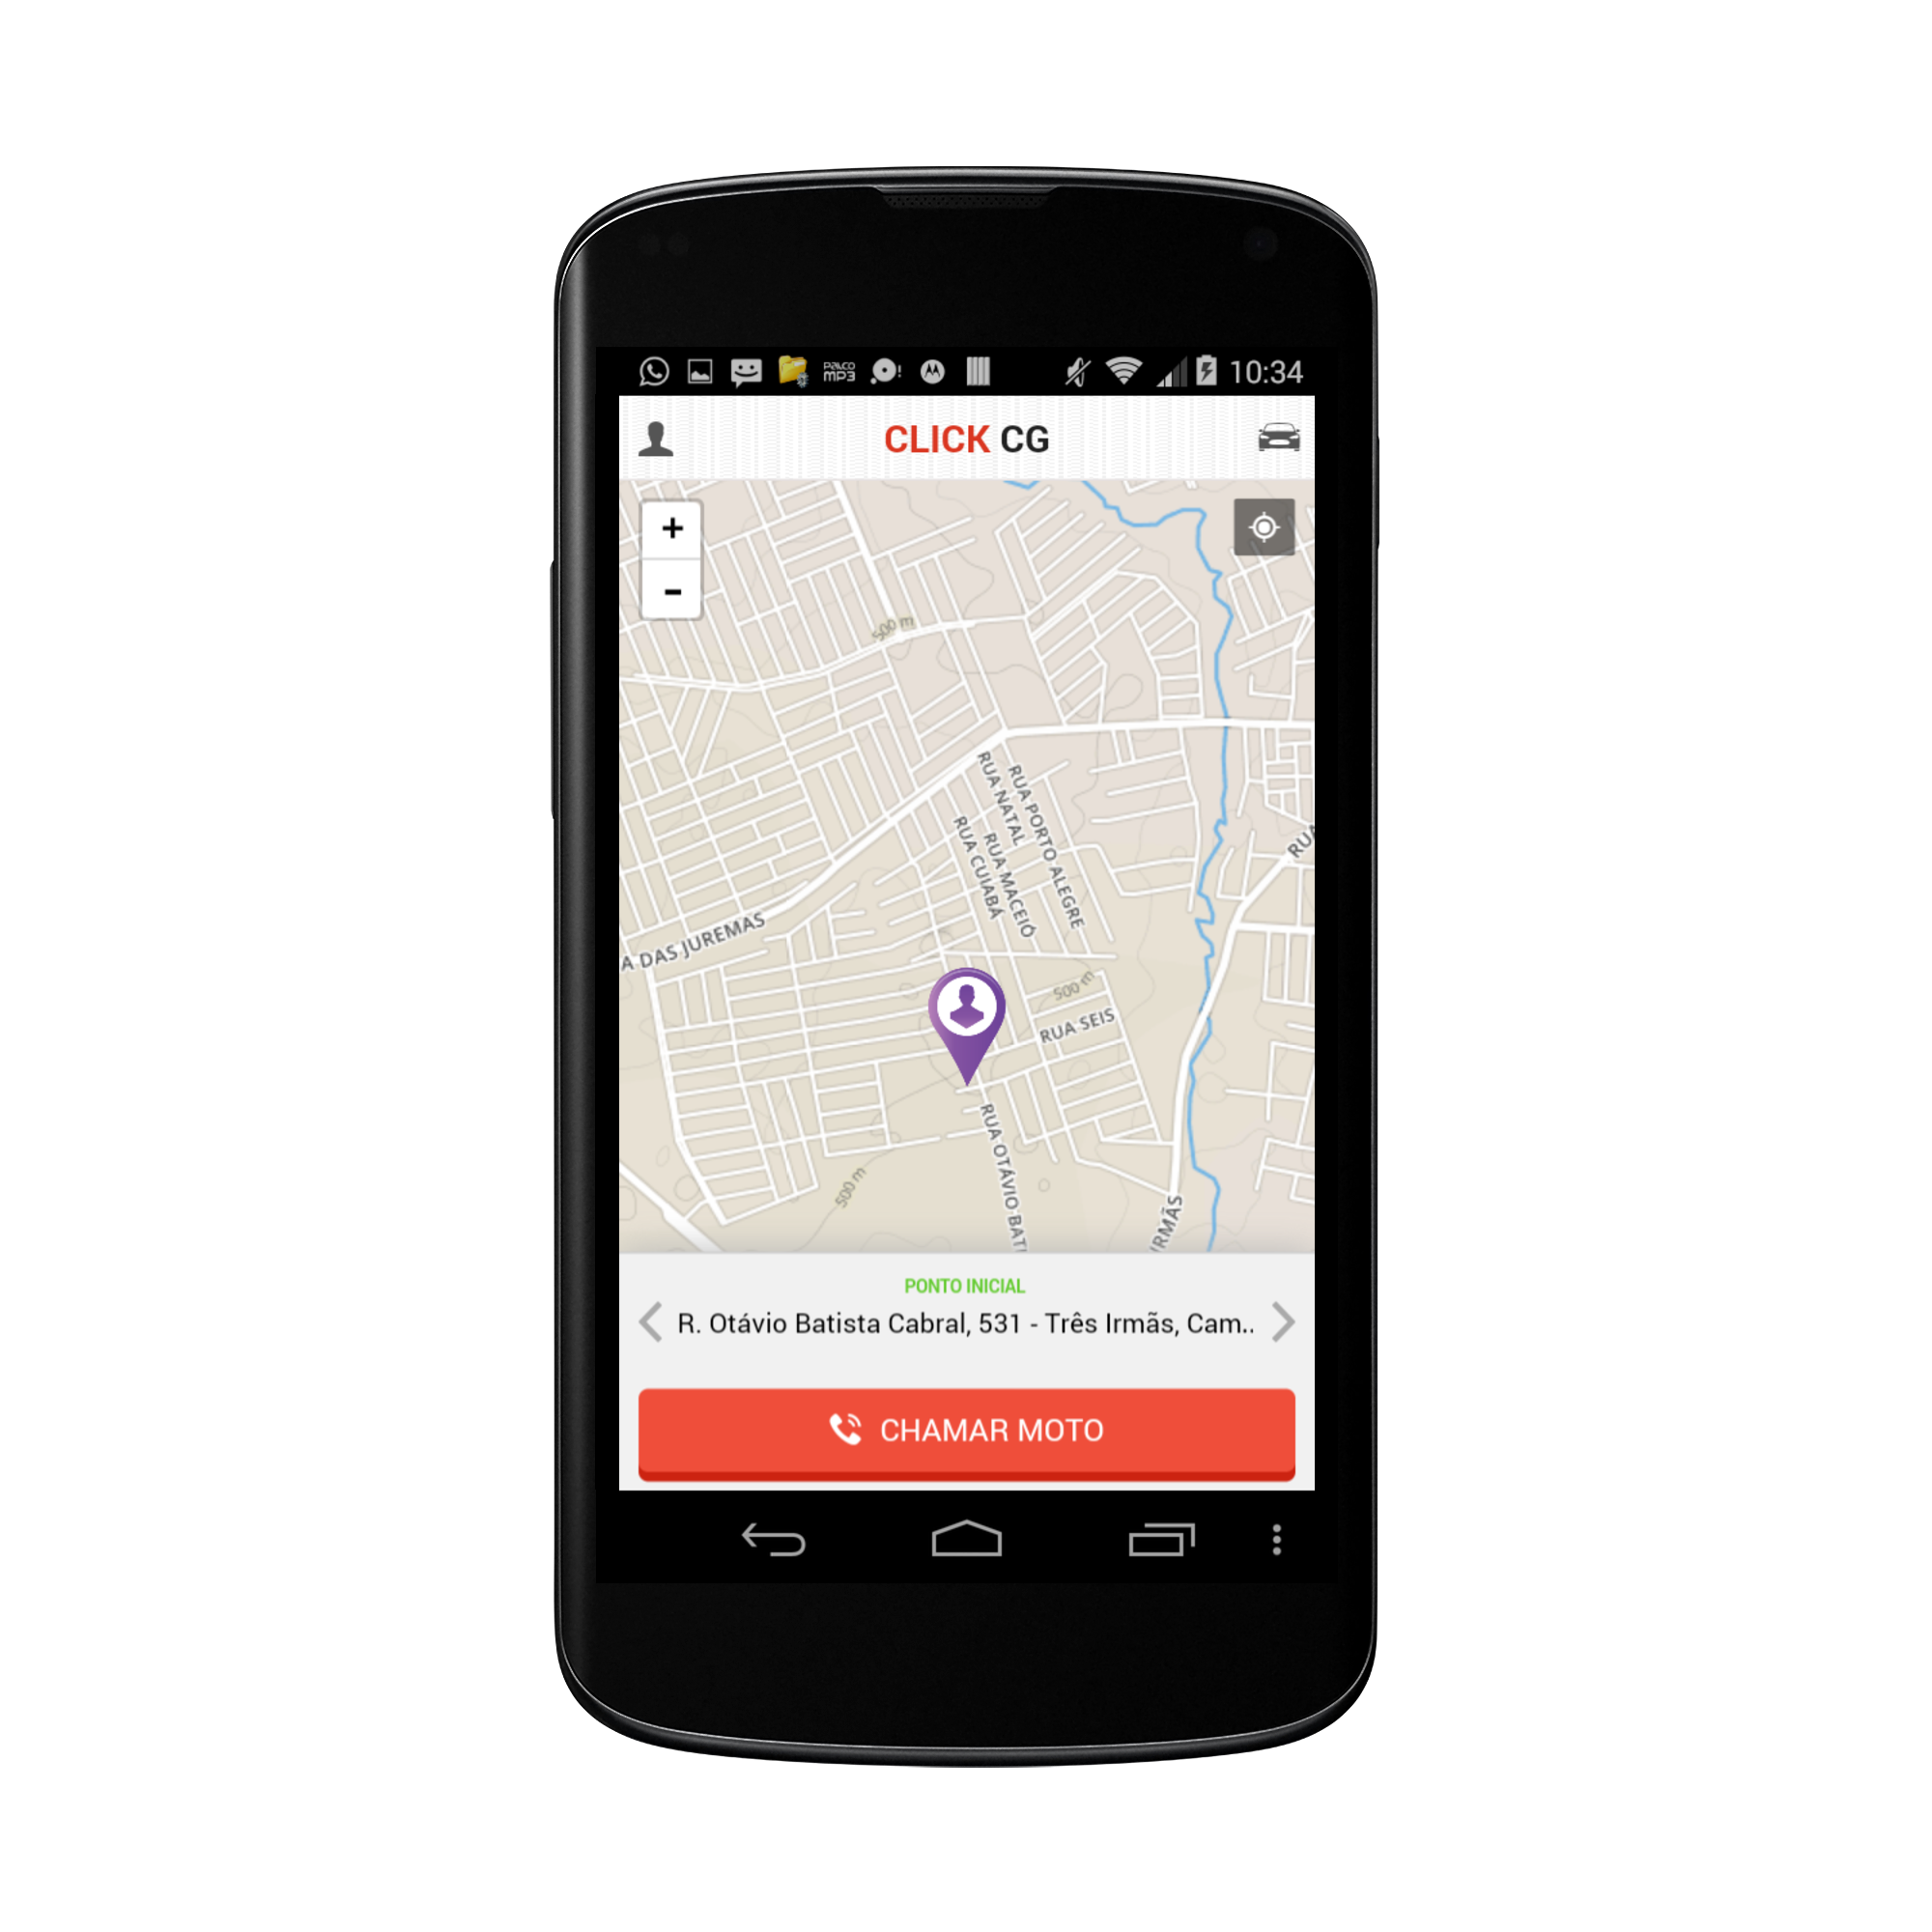 PALCO
MP3
10:34
CLICK CG
+
-
500 m
RUA NATAL
RUA PORTO ALEGRE
RUA CUIABÁ
RUA MACEIÓ
RUA
A DAS JUREMAS
500 m
RUA SEIS
RUA OTÁVIO BATI
500 m
IRMÃS
PONTO INICIAL
R. Otávio Batista Cabral, 531 - Três Irmãs, Cam..
CHAMAR MOTO